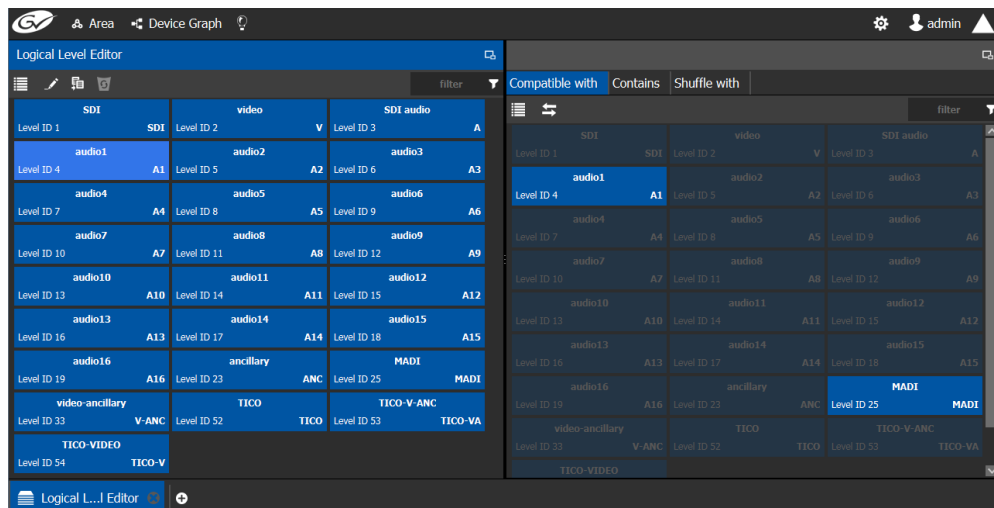 GV Area Device Graph admin
Logical Level Editor
filter
SDI video SDI audio
Level ID 1 SDI Level ID 2 V Level ID 3 A
audio1 audio2 audio3
Level ID 4 A1 Level ID 5 A2 Level ID 6 A3
audio4 audio5 audio6
Level ID 7 A4 Level ID 8 A5 Level ID 9 A6
audio7 audio8 audio9
Level ID 10 A7 Level ID 11 A8 Level ID 12 A9
audio10 audio11 audio12
Level ID 13 A10 Level ID 14 A11 Level ID 15 A12
audio13 audio14 audio15
Level ID 16 A13 Level ID 17 A14 Level ID 18 A15
audio16 ancillary MADI
Level ID 19 A16 Level ID 23 ANC Level ID 25 MADI
video-ancillary TICO TICO-V-ANC
Level ID 33 V-ANC Level ID 52 TICO Level ID 53 TICO-VA
TICO-VIDEO
Level ID 54 TICO-V
Compatible with Contains Shuffle with
filter
SDI video SDI audio
Level ID 1 SDI Level ID 2 V Level ID 3 A
audio1 audio2 audio3
Level ID 4 A1 Level ID 5 A2 Level ID 6 A3
audio4 audio5 audio6
Level ID 7 A4 Level ID 8 A5 Level ID 9 A6
audio7 audio8 audio9
Level ID 10 A7 Level ID 11 A8 Level ID 12 A9
audio10 audio11 audio12
Level ID 13 A10 Level ID 14 A11 Level ID 15 A12
audio13 audio14 audio15
Level ID 16 A13 Level ID 17 A14 Level ID 18 A15
audio16 ancillary MADI
Level ID 19 A16 Level ID 23 ANC Level ID 25 MADI
video-ancillary TICO TICO-V-ANC
Level ID 33 V-ANC Level ID 52 TICO Level ID 53 TICO-VA
TICO-VIDEO
Logical L...l Editor